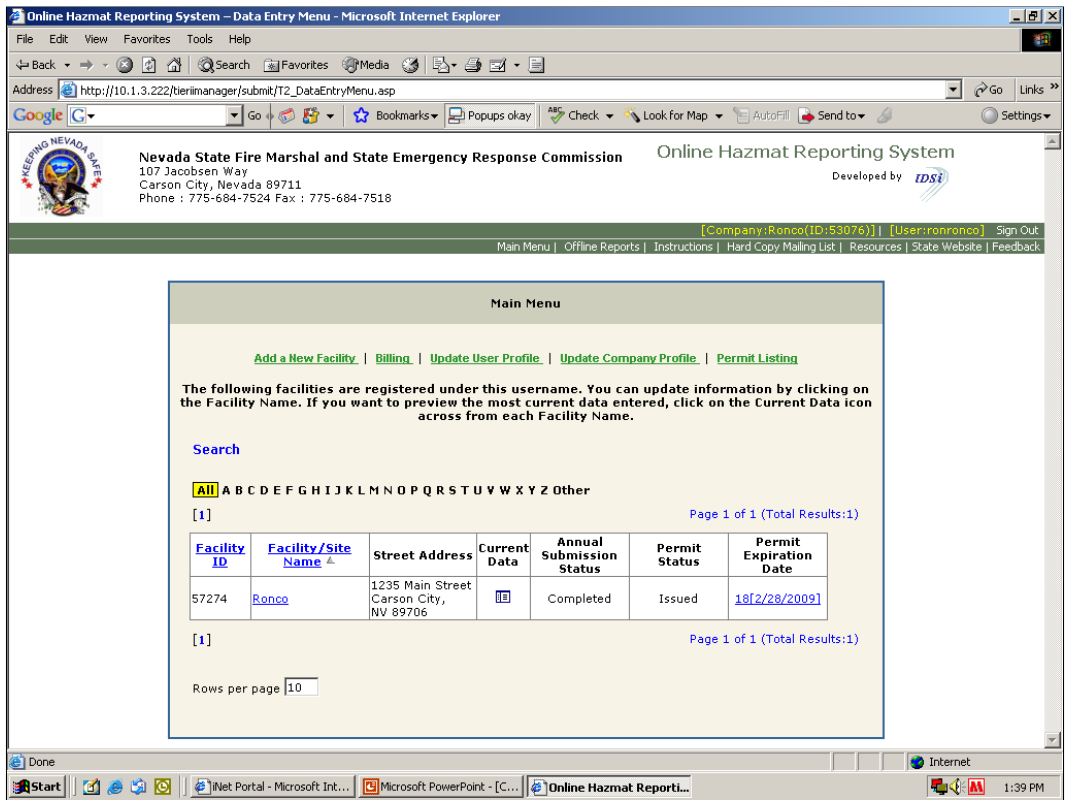 Online Hazmat Reporting System -- Data Entry Menu - Microsoft Internet Explorer
File Edit View Favorites Tools Help
Back Search Favorites Media
Address http://10.1.3.222/tierIImanager/submit/T2_DataEntryMenu.asp Go Links »
Google G Go Bookmarks Popups okay ABC Check Look for Map AutoFill Send to Settings
KEEPING NEVADA SAFE
Nevada State Fire Marshal and State Emergency Response Commission
107 Jacobsen Way
Carson City, Nevada 89711
Phone : 775-684-7524 Fax : 775-684-7518
Online Hazmat Reporting System
Developed by IDSi
[Company:Ronco(ID:53076)] | [User:ronronco] Sign Out
Main Menu | Offline Reports | Instructions | Hard Copy Mailing List | Resources | State Website | Feedback
Main Menu
Add a New Facility | Billing | Update User Profile | Update Company Profile | Permit Listing
The following facilities are registered under this username. You can update information by clicking on
the Facility Name. If you want to preview the most current data entered, click on the Current Data icon
across from each Facility Name.
Search
All A B C D E F G H I J K L M N O P Q R S T U V W X Y Z Other
[1] Page 1 of 1 (Total Results:1)
Facility ID Facility/Site Name Street Address Current Data Annual Submission Status Permit Status Permit Expiration Date
57274 Ronco 1235 Main Street Carson City, NV 89706 Completed Issued 18[2/28/2009]
[1] Page 1 of 1 (Total Results:1)
Rows per page 10
Done Internet
Start iNet Portal - Microsoft Int... Microsoft PowerPoint - [C... Online Hazmat Reporti... 1:39 PM